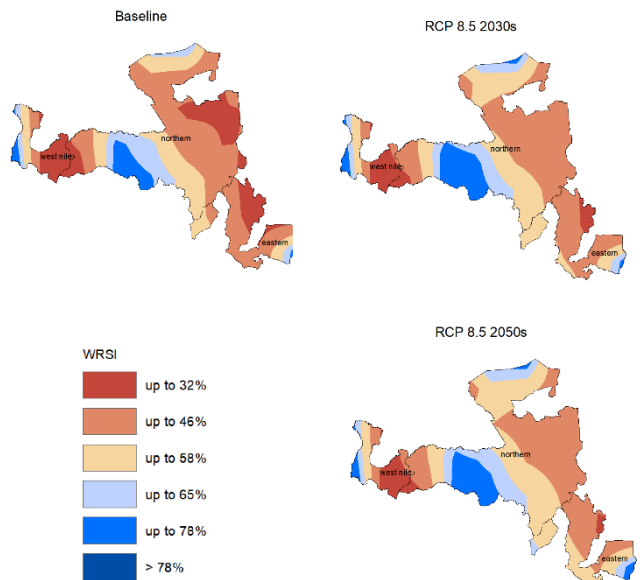 Baseline
northern
west nile
eastern
RCP 8.5 2030s
northern
west nile
eastern
RCP 8.5 2050s
northern
west nile
eastern
WRSI
up to 32%
up to 46%
up to 58%
up to 65%
up to 78%
> 78%